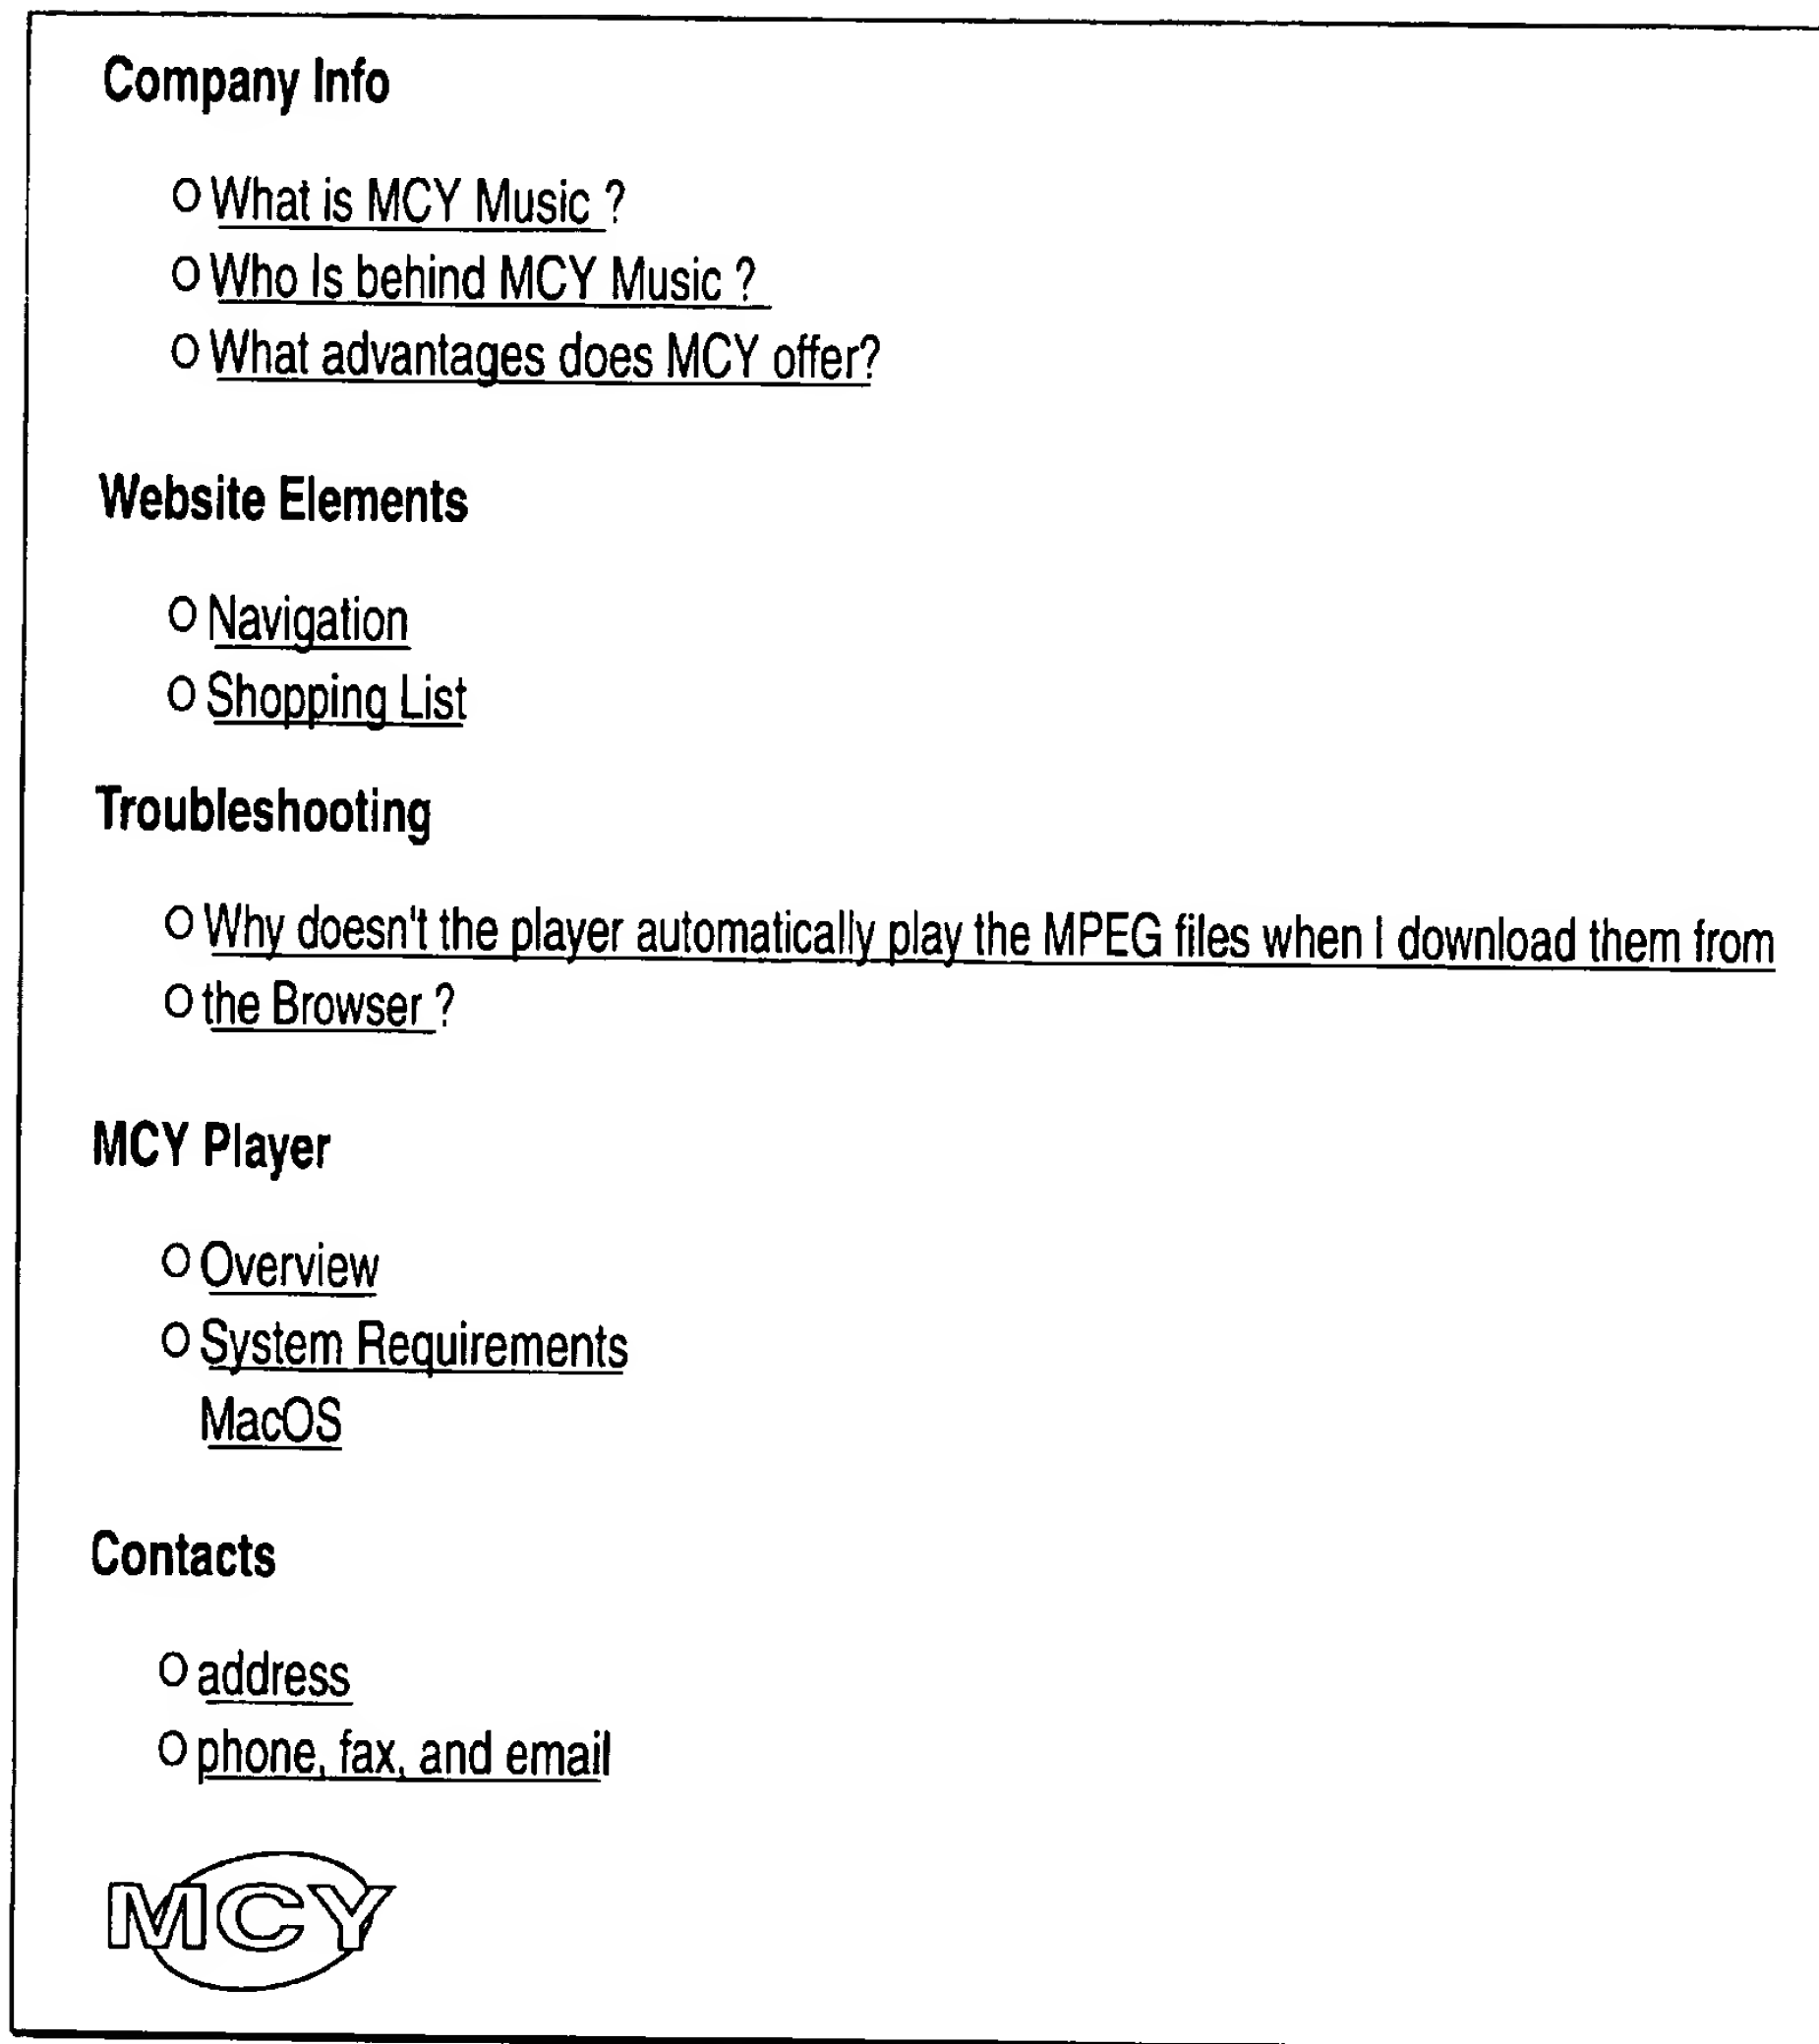 Company Info
O What is MCY Music ?
O Who Is behind MCY Music ?
O What advantages does MCY offer?
Website Elements
O Navigation
O Shopping List
Troubleshooting
O Why doesn't the player automatically play the MPEG files when I download them from
O the Browser ?
MCY Player
O Overview
O System Requirements
MacOS
Contacts
O address
O phone, fax, and email
MCY